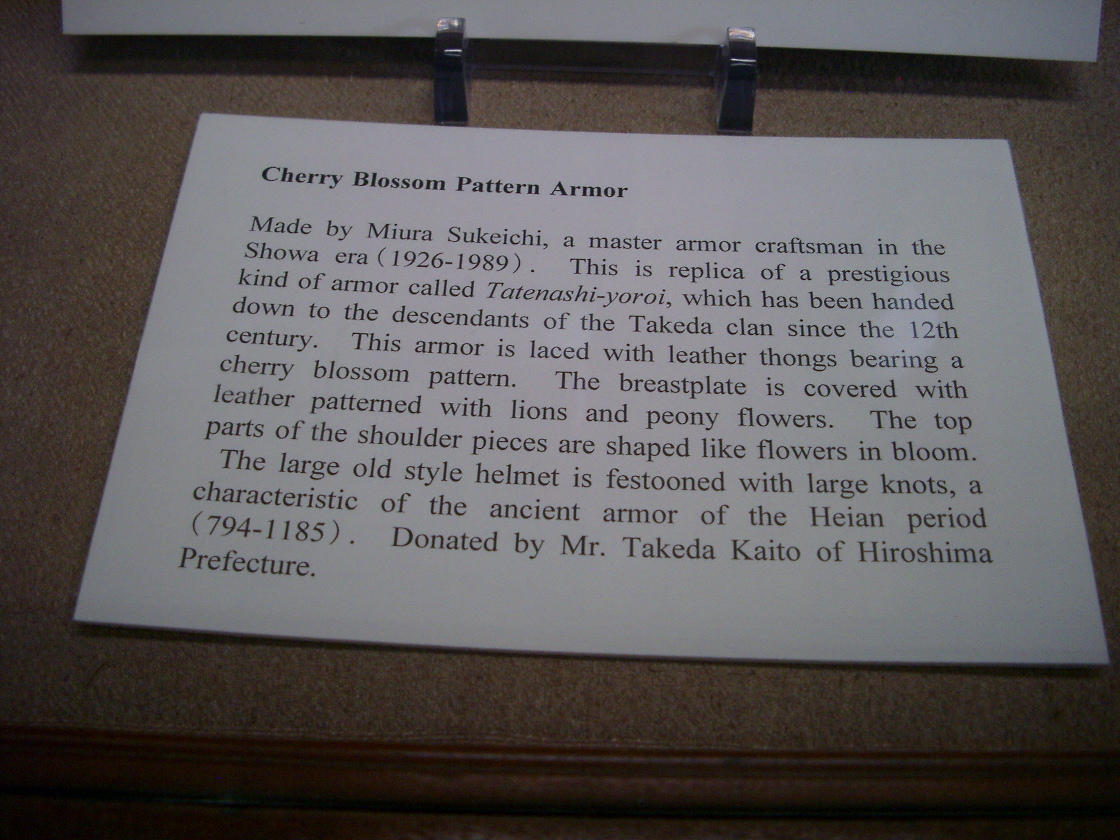 Cherry Blossom Pattern Armor
Made by Miura Sukeichi, a master armor craftsman in the
Showa era (1926-1989). This is replica of a prestigious
kind of armor called Tatenashi-yoroi, which has been handed
down to the descendants of the Takeda clan since the 12th
century. This armor is laced with leather thongs bearing a
cherry blossom pattern. The breastplate is covered with
leather patterned with lions and peony flowers. The top
parts of the shoulder pieces are shaped like flowers in bloom.
The large old style helmet is festooned with large knots, a
characteristic of the ancient armor of the Heian period
(794-1185). Donated by Mr. Takeda Kaito of Hiroshima
Prefecture.